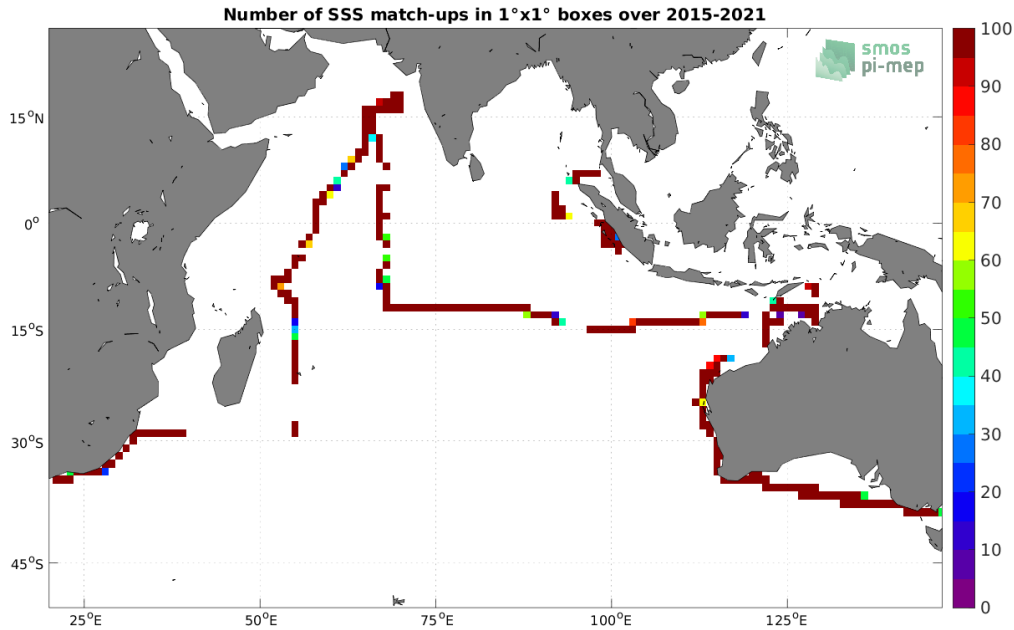 Number of SSS match-ups in 1°x1° boxes over 2015-2021
smos
pi-mep
15°N
0°
15°S
30°S
45°S
25°E
50°E
75°E
100°E
125°E
100
90
80
70
60
50
40
30
20
10
0